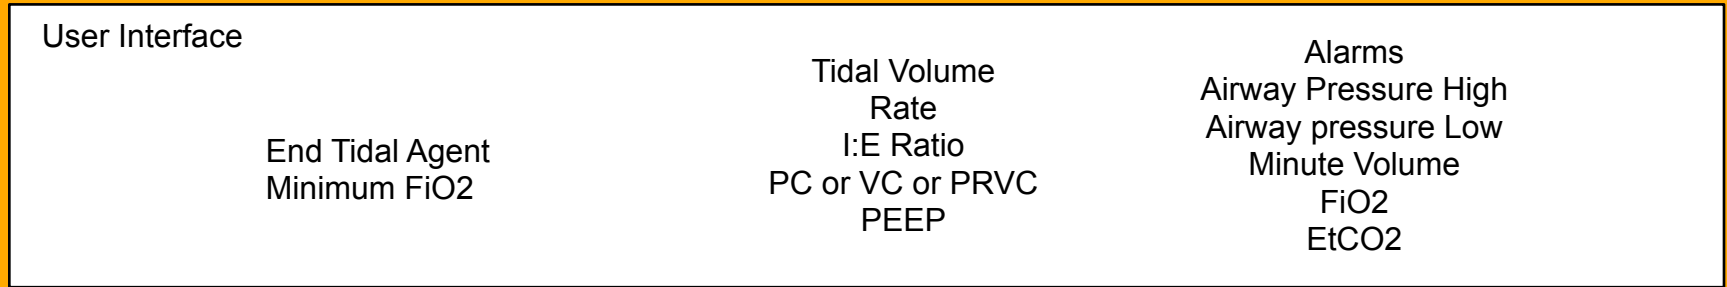 User Interface
End Tidal Agent
Minimum FiO2
Tidal Volume
Rate
I:E Ratio
PC or VC or PRVC
PEEP
Alarms
Airway Pressure High
Airway pressure Low
Minute Volume
FiO2
EtCO2